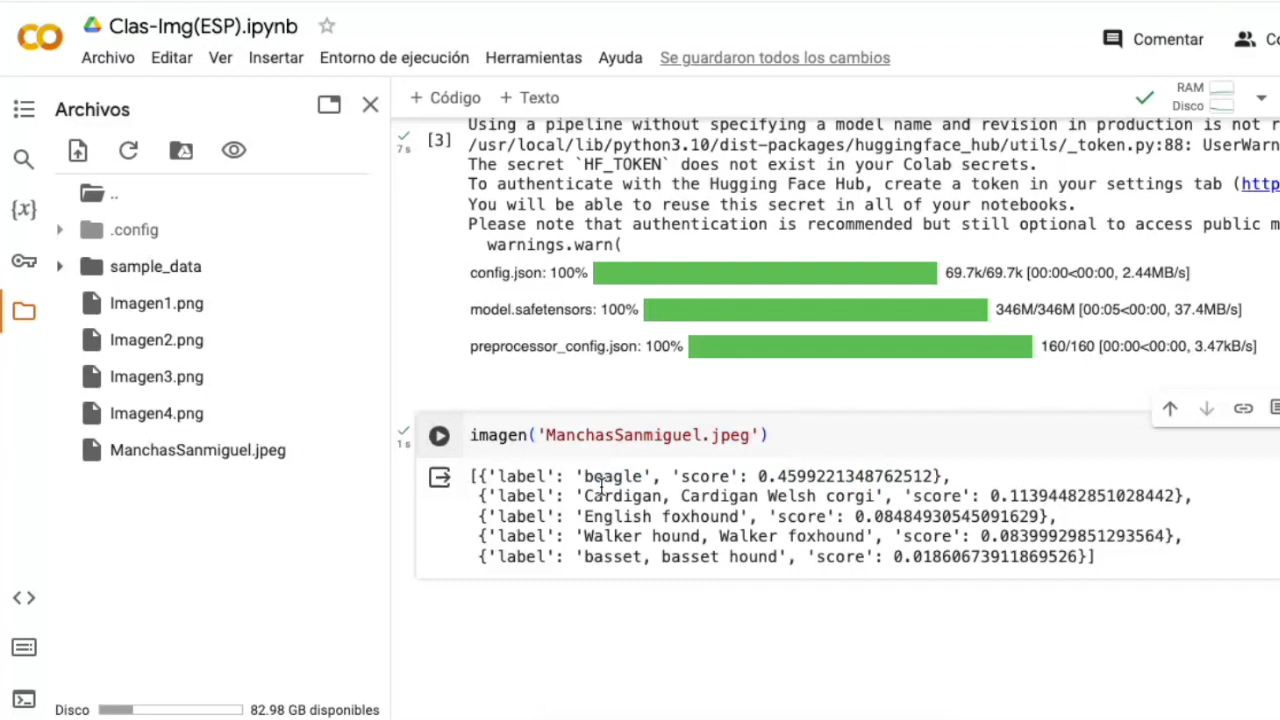 Clas-Img(ESP).ipynb
Archivo Editar Ver Insertar Entorno de ejecución Herramientas Ayuda Se guardaron todos los cambios
Comentar
Archivos
+ Código + Texto
RAM
Disco
..
.config
sample_data
Imagen1.png
Imagen2.png
Imagen3.png
Imagen4.png
ManchasSanmiguel.jpeg
Disco 82.98 GB disponibles
7s [3]
Using a pipeline without specifying a model name and revision in production is not
/usr/local/lib/python3.10/dist-packages/huggingface_hub/utils/_token.py:88:
The secret `HF_TOKEN` does not exist in your Colab secrets.
To authenticate with the Hugging Face Hub, create a token in your settings tab (
You will be able to reuse this secret in all of your notebooks.
Please note that authentication is recommended but still optional to access public
warnings.warn(
config.json: 100% 69.7k/69.7k [00:00<00:00, 2.44MB/s]
model.safetensors: 100% 346M/346M [00:05<00:00, 37.4MB/s]
preprocessor_config.json: 100% 160/160 [00:00<00:00, 3.47kB/s]
1s
imagen('ManchasSanmiguel.jpeg')
[{'label': 'beagle', 'score': 0.4599221348762512},
{'label': 'Cardigan, Cardigan Welsh corgi', 'score': 0.11394482851028442},
{'label': 'English foxhound', 'score': 0.08484930545091629},
{'label': 'Walker hound, Walker foxhound', 'score': 0.08399929851293564},
{'label': 'basset, basset hound', 'score': 0.01860673911869526}]